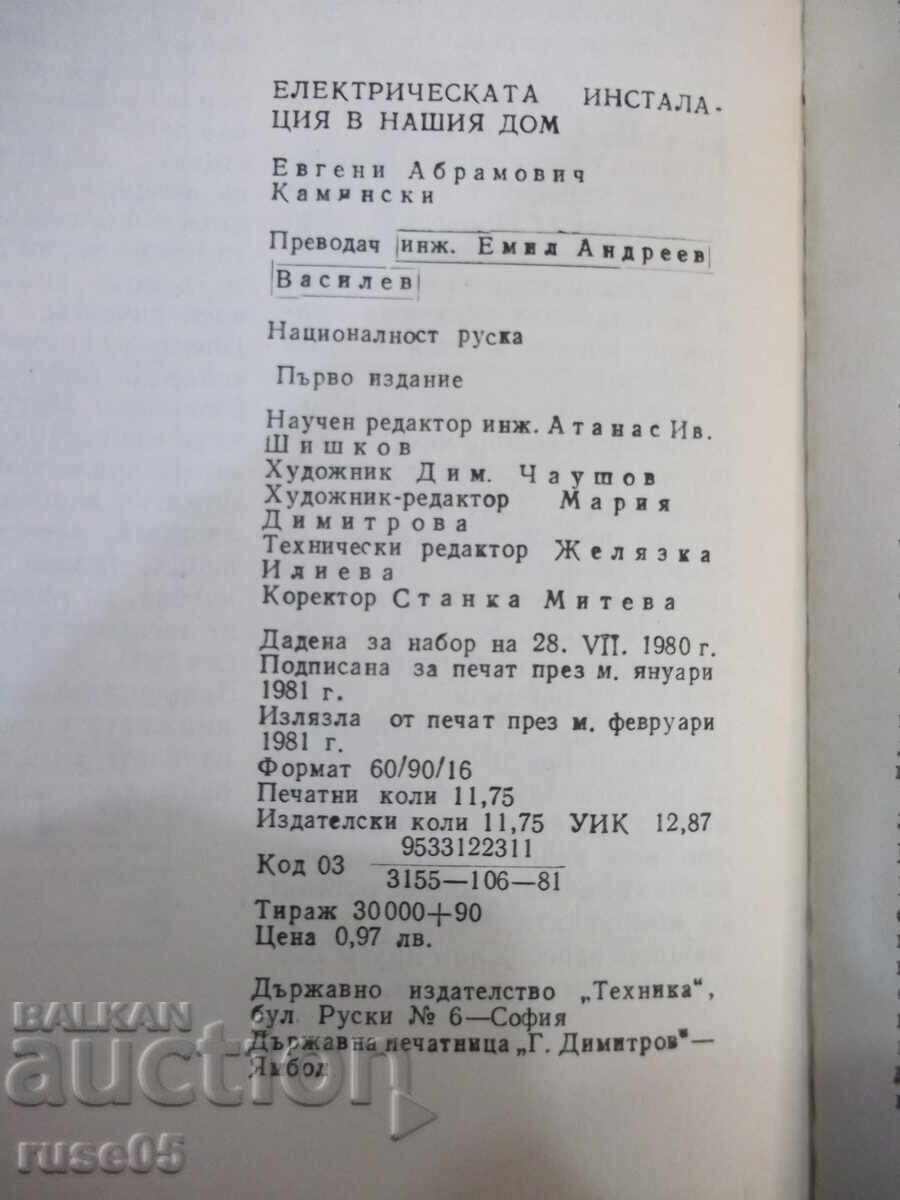 ЕЛЕКТРИЧЕСКАТА ИНСТАЛА-
ЦИЯ В НАШИЯ ДОМ
Евгени Абрамович
Камински
Преводач инж. Емил Андреев
Василев
Националност руска
Първо издание
Научен редактор инж. Атанас Ив.
Шишков
Художник Дим. Чаушов
Художник-редактор Мария
Димитрова
Технически редактор Желязка
Илиева
Коректор Станка Митева
Дадена за набор на 28. VII. 1980 г.
Подписана за печат през м. януари
1981 г.
Излязла от печат през м. февруари
1981 г.
Формат 60/90/16
Печатни коли 11,75
Издателски коли 11,75 УИК 12,87
Код 03 9533122311
3155—106—81
Тираж 30000+90
Цена 0,97 лв.
Държавно издателство „Техника“,
бул. Руски № 6—София
Държавна печатница „Г. Димитров“—
Ямбол
BALKAN
auction
ruse05